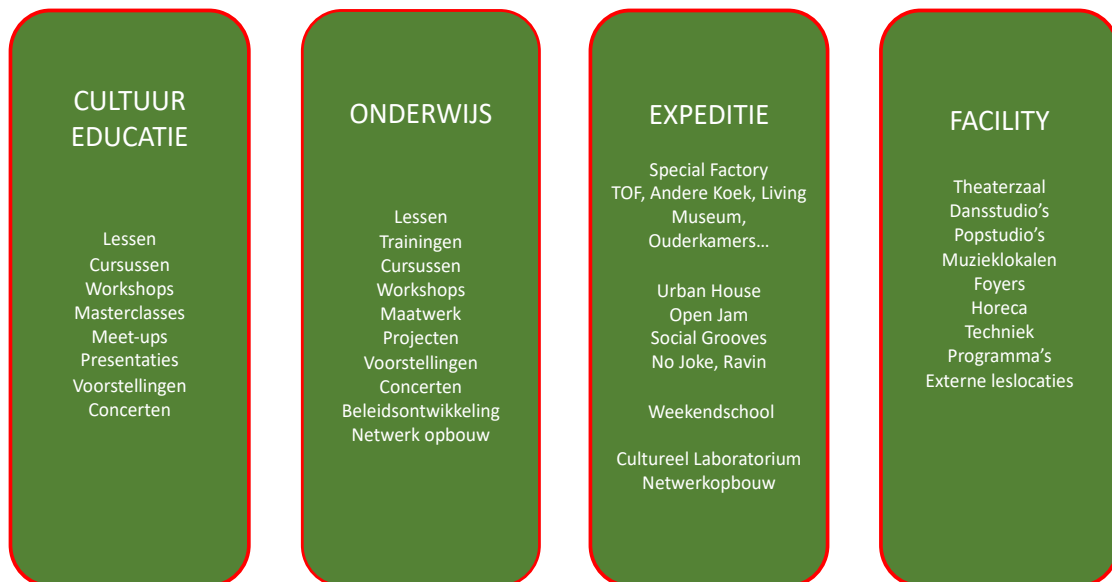 CULTUUR
EDUCATIE
Lessen
Cursussen
Workshops
Masterclasses
Meet-ups
Presentaties
Voorstellingen
Concerten
ONDERWIJS
Lessen
Trainingen
Cursussen
Workshops
Maatwerk
Projecten
Voorstellingen
Concerten
Beleidsontwikkeling
Netwerk opbouw
EXPEDITIE
Special Factory
TOF, Andere Koek, Living
Museum,
Ouderkamers…
Urban House
Open Jam
Social Grooves
No Joke, Ravin
Weekendschool
Cultureel Laboratorium
Netwerkopbouw
FACILITY
Theaterzaal
Dansstudio’s
Popstudio’s
Muzieklokalen
Foyers
Horeca
Techniek
Programma’s
Externe leslocaties